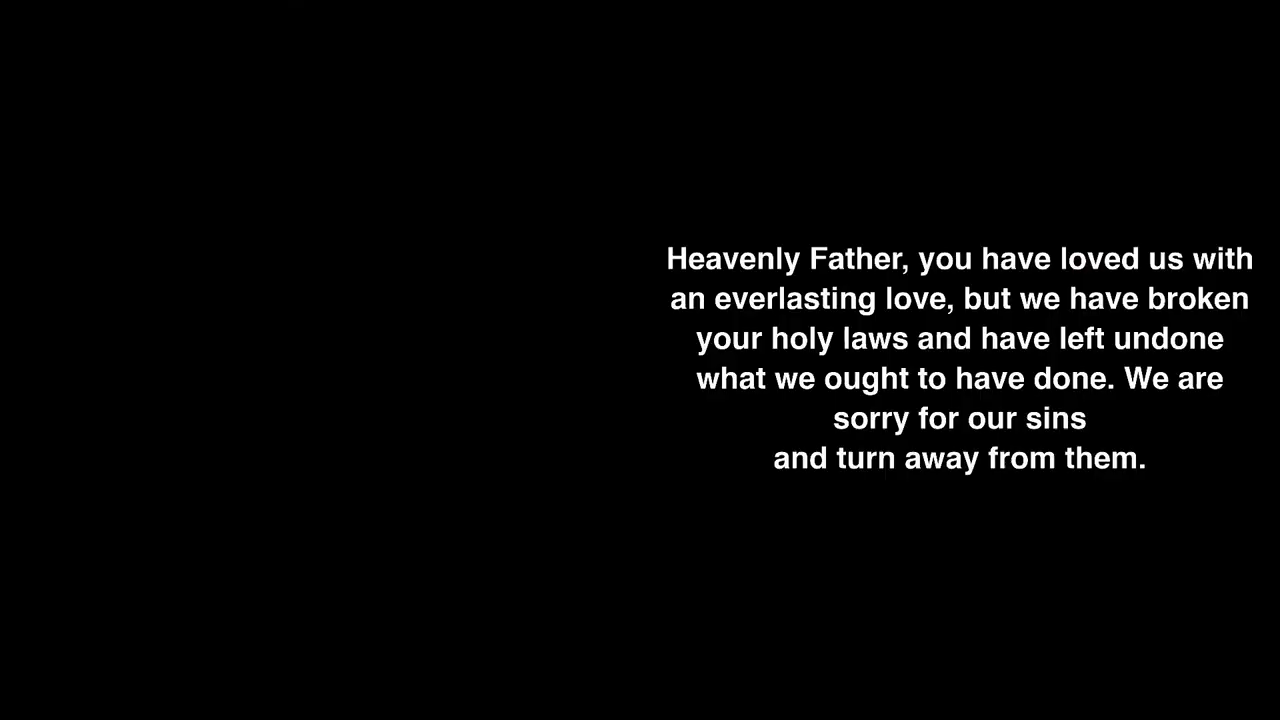 Heavenly Father, you have loved us with
an everlasting love, but we have broken
your holy laws and have left undone
what we ought to have done. We are
sorry for our sins
and turn away from them.